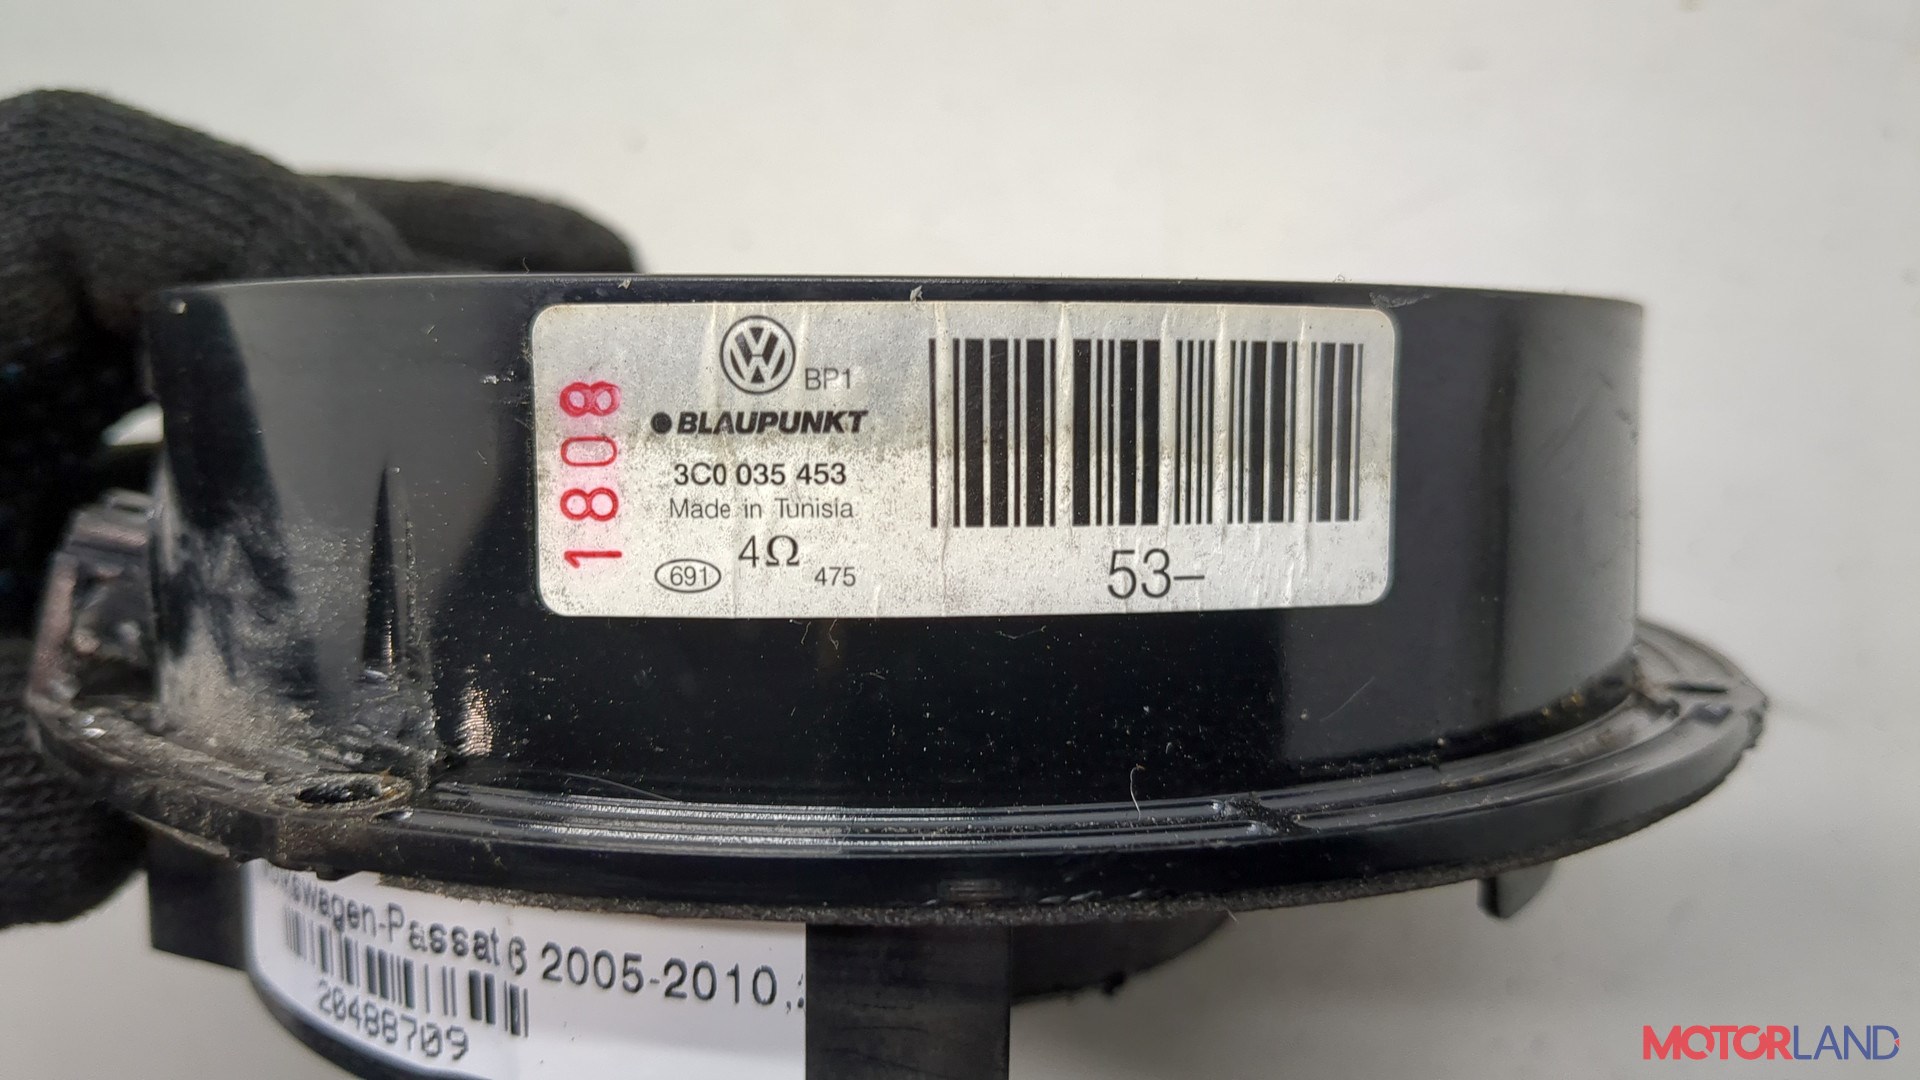 1808
BP1
BLAUPUNKT
3C0 035 453
Made in Tunisia
691 4Ω 475
53–
wagen-Passat 6 2005-2010,
20488709
MOTORLAND